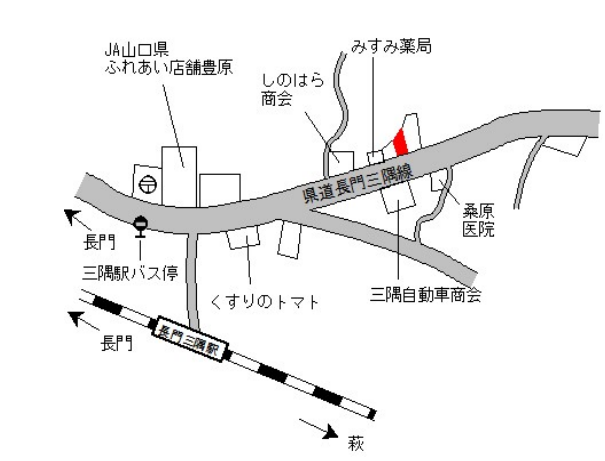 みすみ薬局
JA山口県
ふれあい店舗豊原
しのはら
商会
県道長門三隅線
桑原
医院
長門
三隅駅バス停
くすりのトマト
三隅自動車商会
長門
長門三隅駅
萩